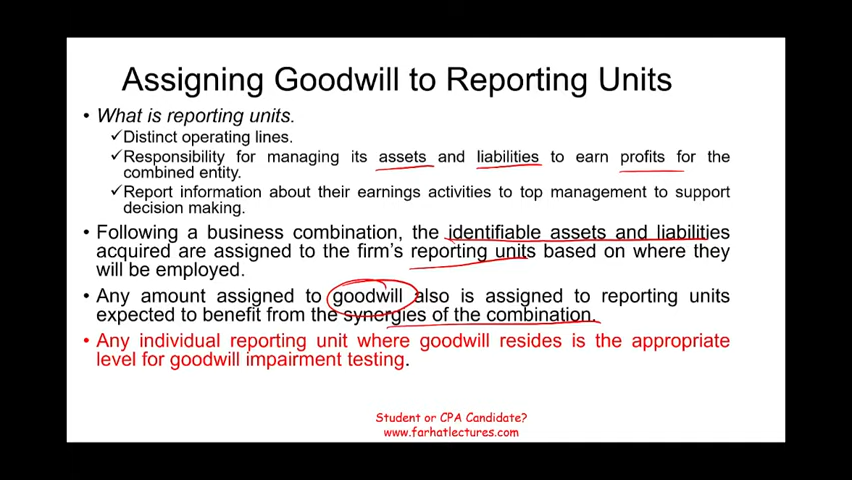 Assigning Goodwill to Reporting Units
• What is reporting units.
✓Distinct operating lines.
✓Responsibility for managing its assets and liabilities to earn profits for the
combined entity.
✓Report information about their earnings activities to top management to support
decision making.
• Following a business combination, the identifiable assets and liabilities
acquired are assigned to the firm's reporting units based on where they
will be employed.
• Any amount assigned to goodwill also is assigned to reporting units
expected to benefit from the synergies of the combination.
• Any individual reporting unit where goodwill resides is the appropriate
level for goodwill impairment testing.
Student or CPA Candidate?
www.farhatlectures.com